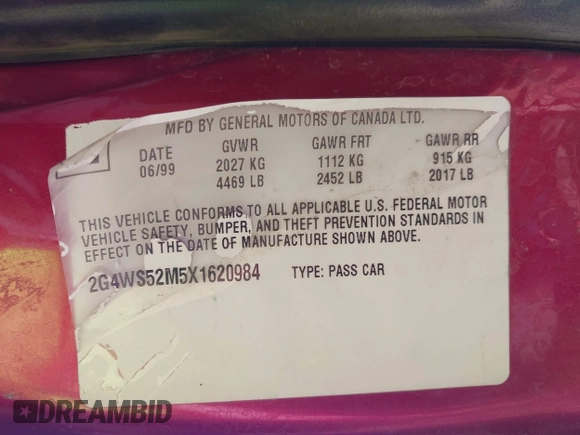 MFD BY GENERAL MOTORS OF CANADA LTD.
DATE GVWR GAWR FRT GAWR RR
06/99 2027 KG 1112 KG 915 KG
4469 LB 2452 LB 2017 LB
THIS VEHICLE CONFORMS TO ALL APPLICABLE U.S. FEDERAL MOTOR
VEHICLE SAFETY, BUMPER, AND THEFT PREVENTION STANDARDS IN
EFFECT ON THE DATE OF MANUFACTURE SHOWN ABOVE.
2G4WS52M5X1620984 TYPE: PASS CAR
DREAMBID